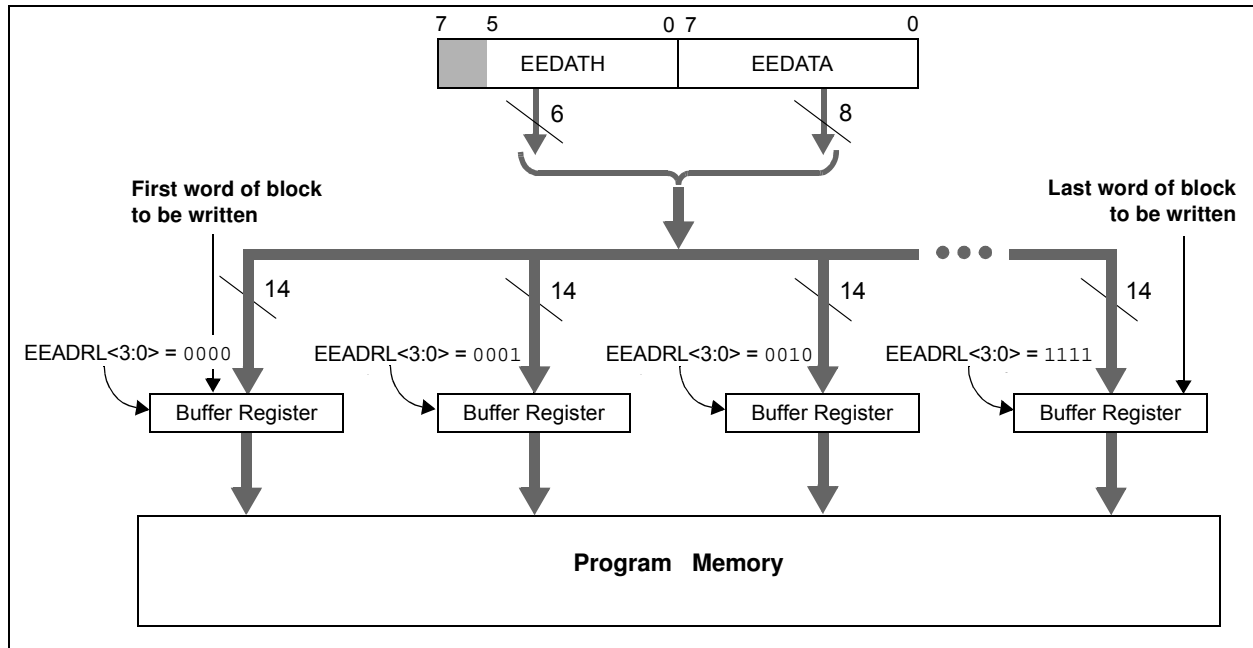 7 5 0 7 0
EEDATH EEDATA
6 8
First word of block
to be written
Last word of block
to be written
14 14 14 14
EEADRL<3:0> = 0000 EEADRL<3:0> = 0001 EEADRL<3:0> = 0010 EEADRL<3:0> = 1111
Buffer Register Buffer Register Buffer Register Buffer Register
Program Memory